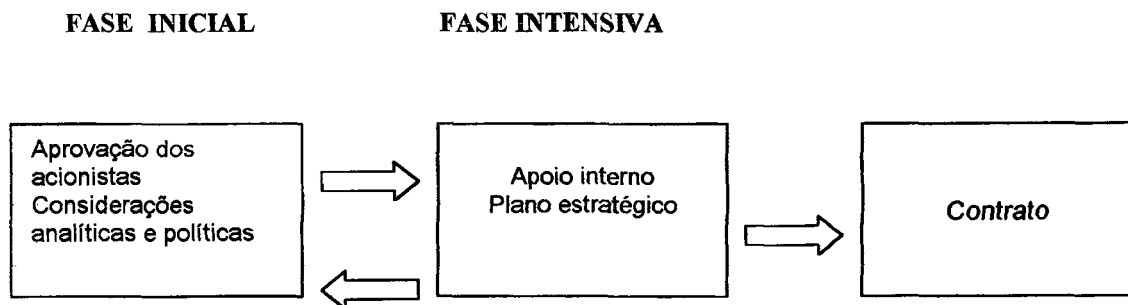 FASE INICIAL
FASE INTENSIVA
Aprovação dos
acionistas
Considerações
analíticas e políticas
Apoio interno
Plano estratégico
Contrato